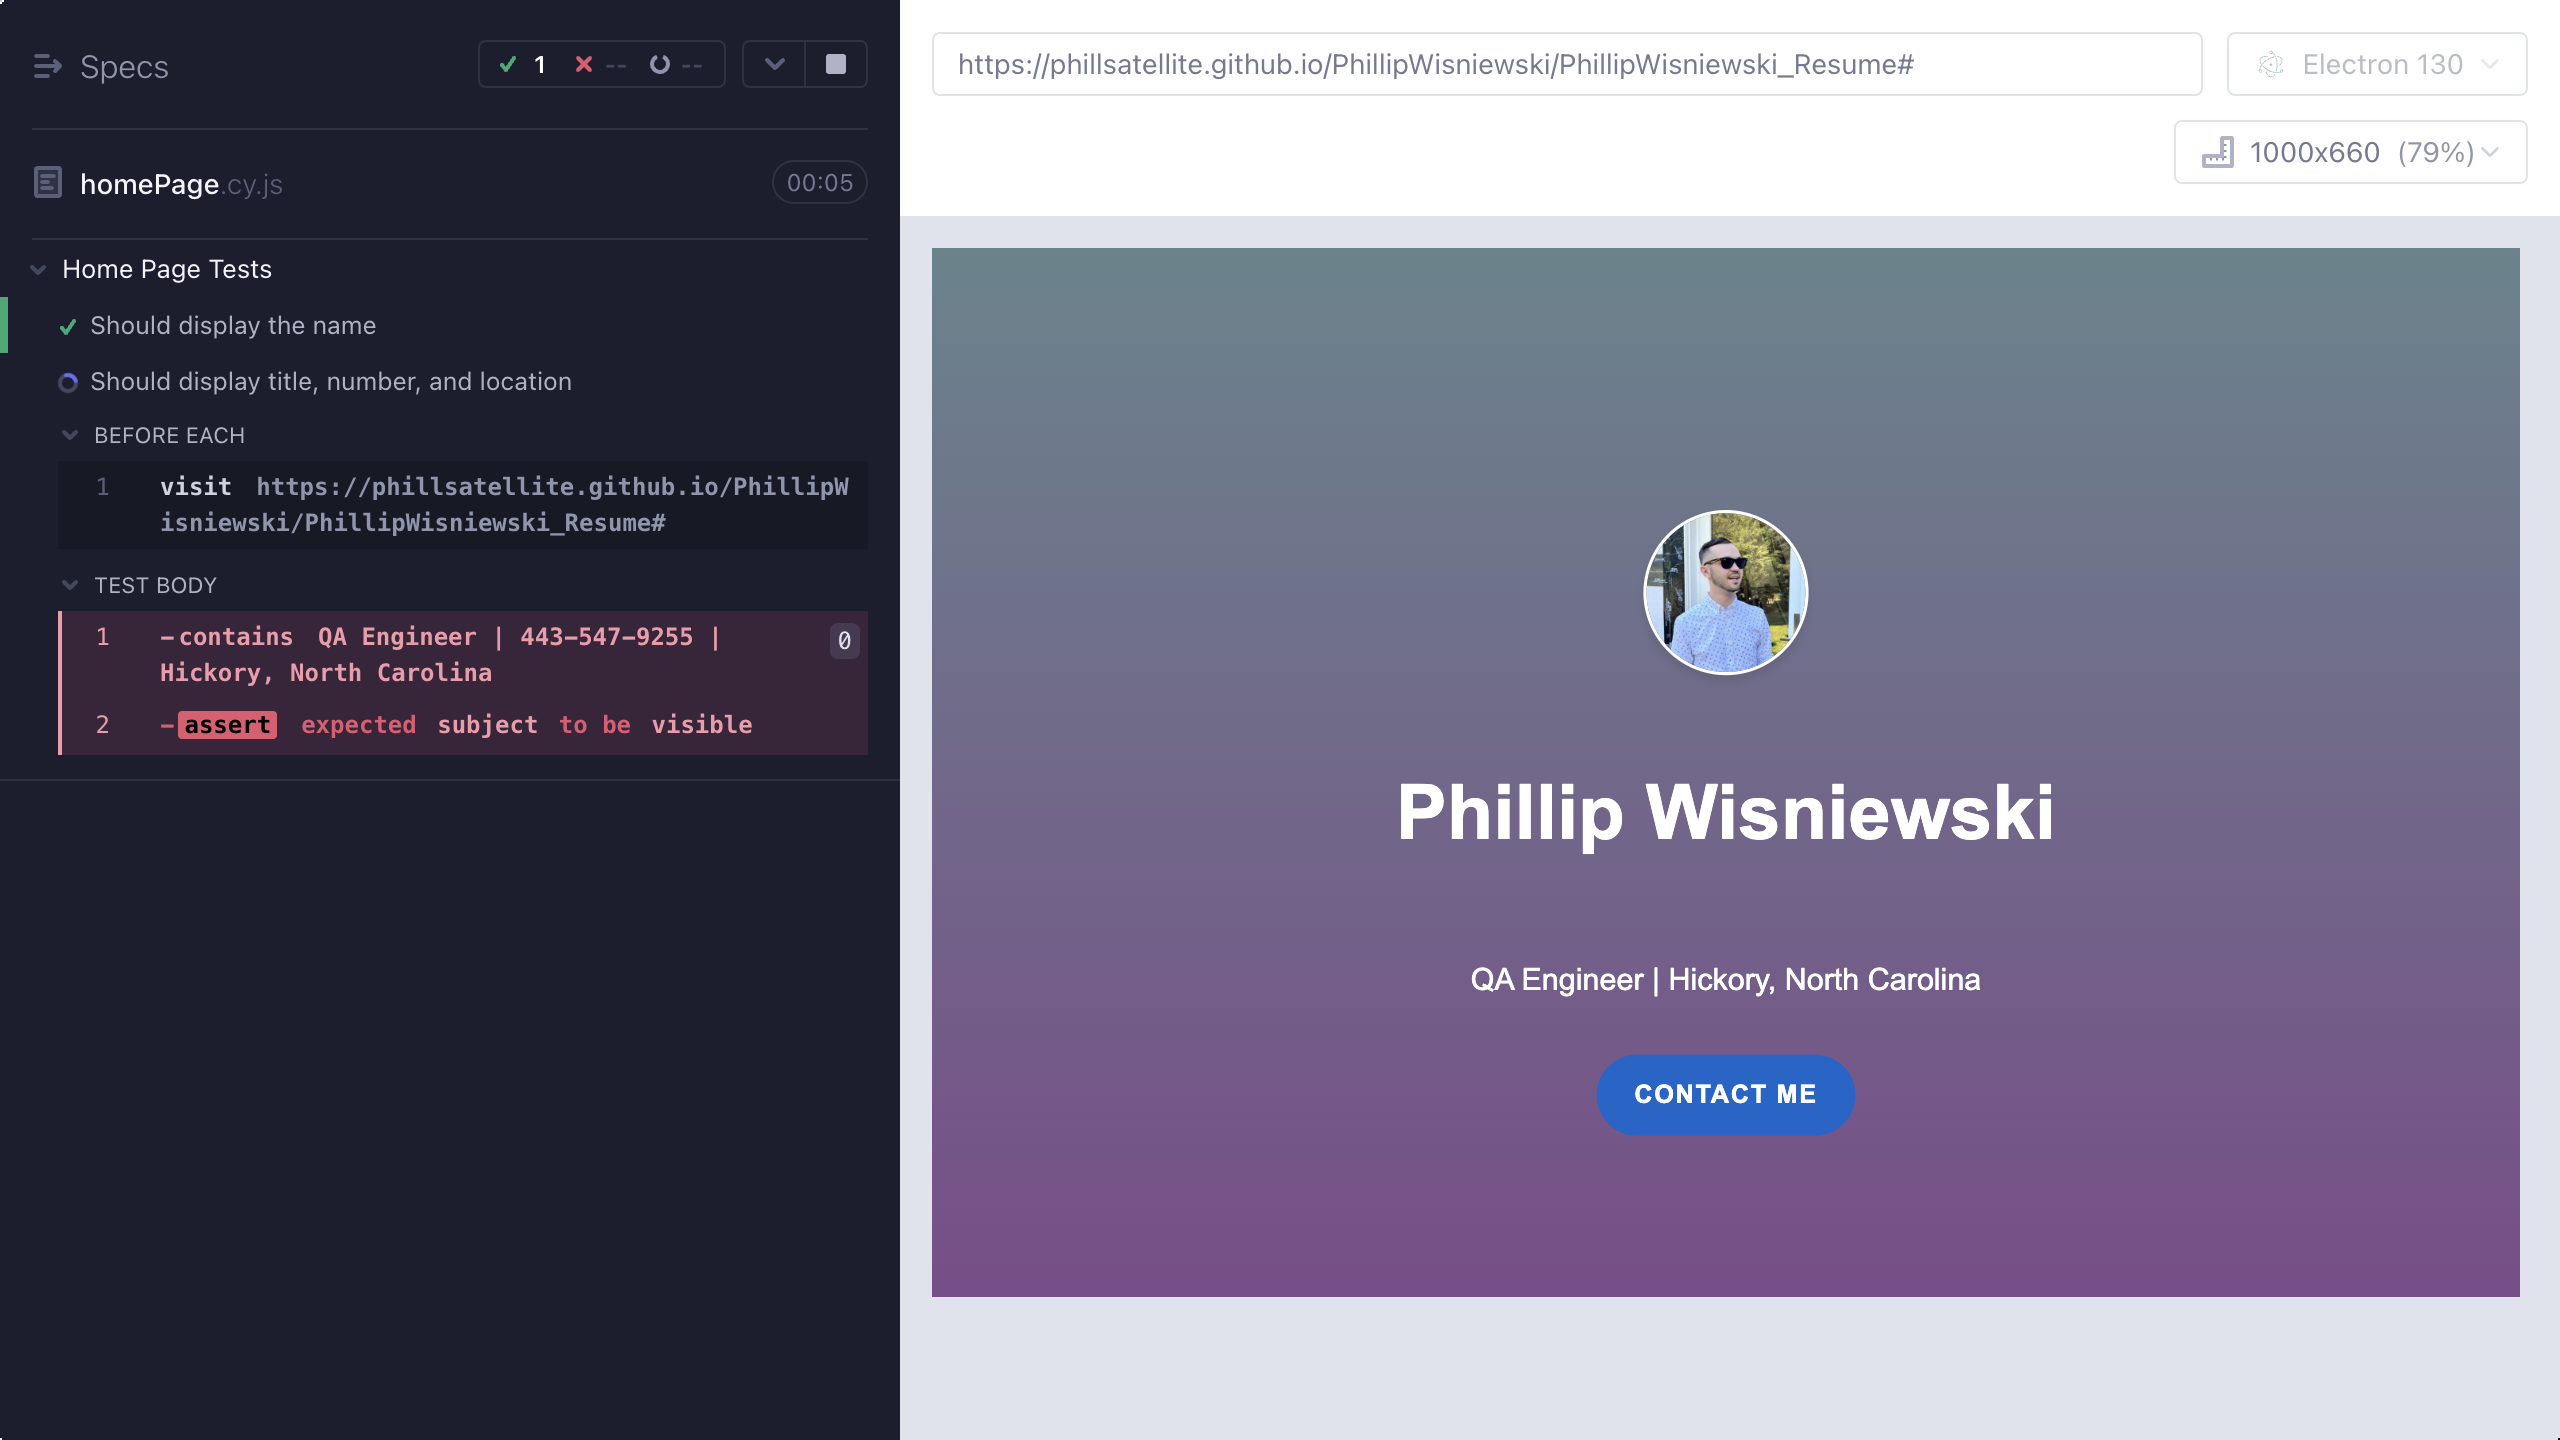 Specs
1 -- --
homePage.cy.js
00:05
Home Page Tests
Should display the name
Should display title, number, and location
BEFORE EACH
1 visit https://phillsatellite.github.io/PhillipW
isniewski/PhillipWisniewski_Resume#
TEST BODY
1 -contains QA Engineer | 443-547-9255 |
Hickory, North Carolina
0
2 -assert expected subject to be visible
https://phillsatellite.github.io/PhillipWisniewski/PhillipWisniewski_Resume#
Electron 130
1000x660 (79%)
Phillip Wisniewski
QA Engineer | Hickory, North Carolina
CONTACT ME